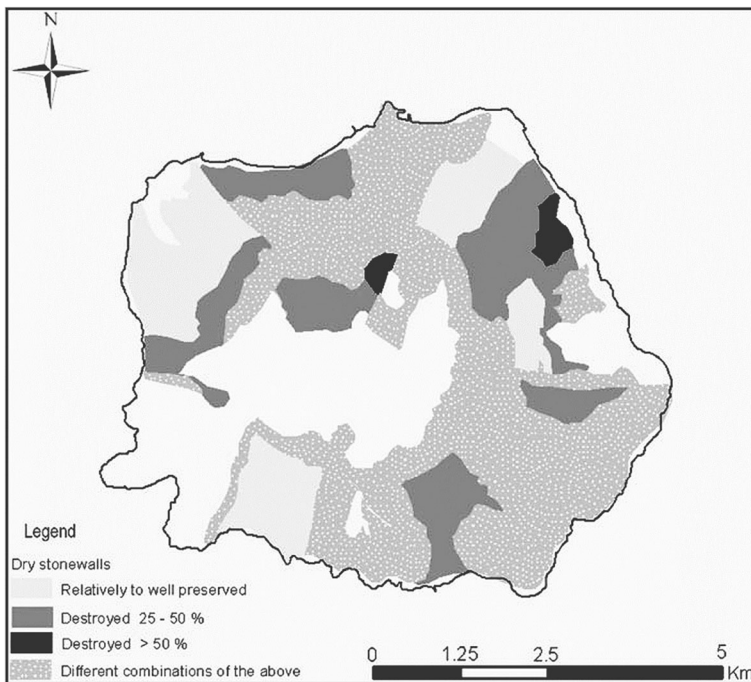 N
Legend
Dry stonewalls
Relatively to well preserved
Destroyed 25 - 50 %
Destroyed > 50 %
Different combinations of the above
0 1.25 2.5 5
Km